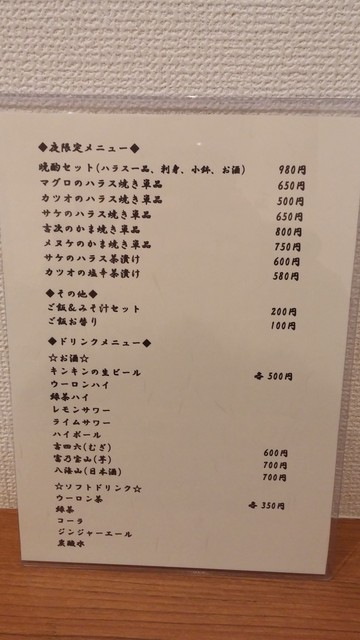 ◆夜限定メニュー◆
晩酌セット(ハラス一品、刺身、小鉢、お酒) 980円
マグロのハラス焼き単品 650円
カツオのハラス焼き単品 500円
サケのハラス焼き単品 650円
吉次のかま焼き単品 800円
メヌケのかま焼き単品 750円
サケのハラス茶漬け 600円
カツオの塩辛茶漬け 580円
◆その他◆
ご飯&みそ汁セット 200円
ご飯お替り 100円
◆ドリンクメニュー◆
☆お酒☆
キンキンの生ビール 各500円
ウーロンハイ
緑茶ハイ
レモンサワー
ライムサワー
ハイボール
吉四六(むぎ) 600円
富乃宝山(芋) 700円
八海山(日本酒) 700円
☆ソフトドリンク☆
ウーロン茶 各350円
緑茶
コーラ
ジンジャーエール
炭酸水